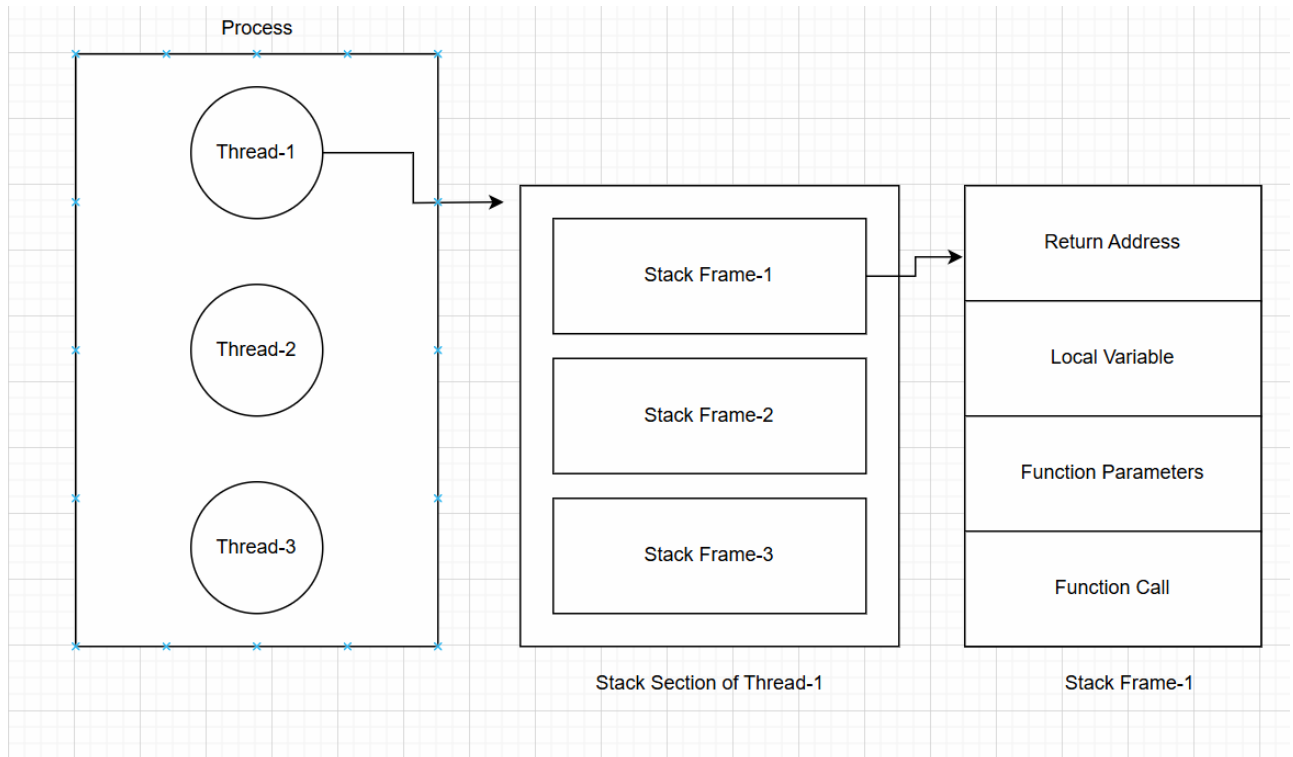 Process
Thread-1
Thread-2
Thread-3
Stack Frame-1
Stack Frame-2
Stack Frame-3
Stack Section of Thread-1
Return Address
Local Variable
Function Parameters
Function Call
Stack Frame-1